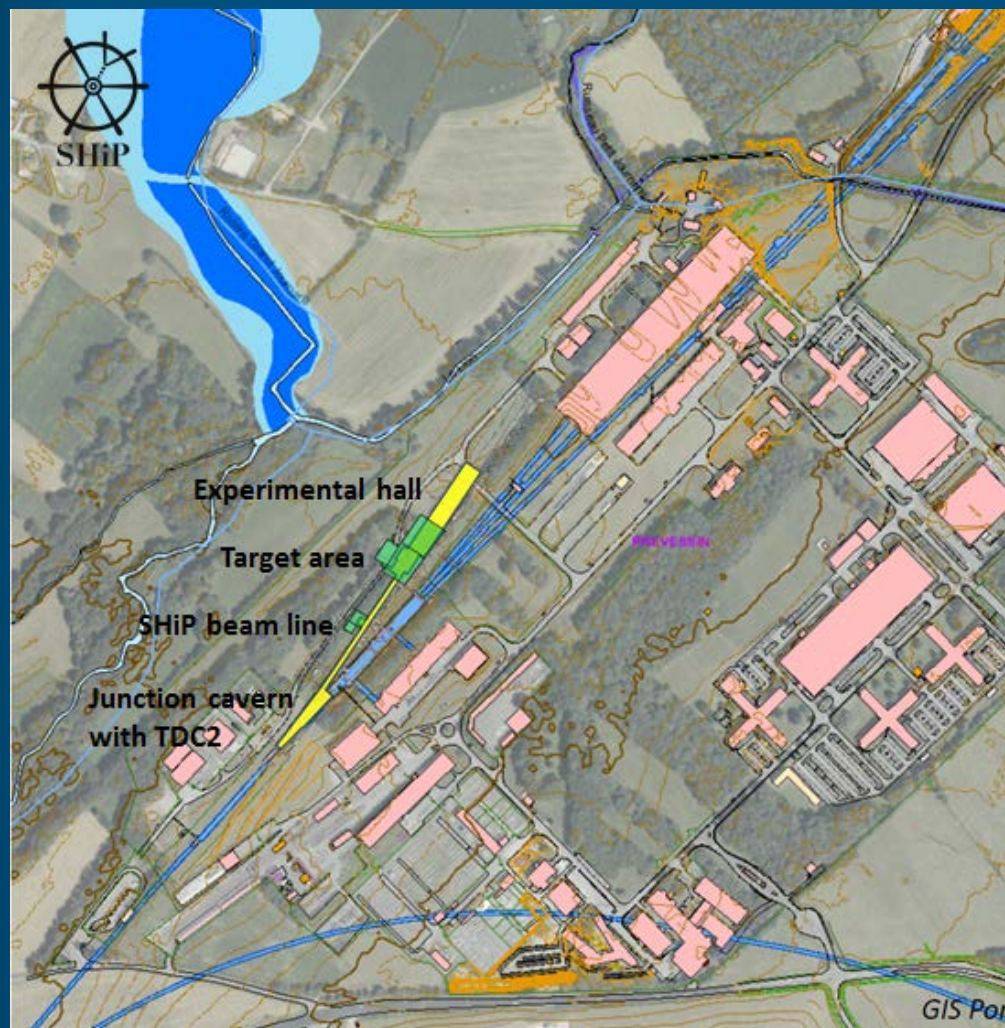 SHiP
Experimental hall
Target area
SHiP beam line
Junction cavern
with TDC2
PREVESSIN
GIS Por